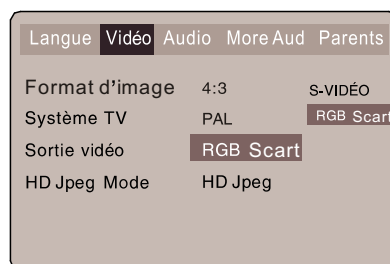 Langue Vidéo Audio More Aud Parents
Format d'image 4:3 S-VIDÉO
Système TV PAL RGB Scart
Sortie vidéo RGB Scart
HD Jpeg Mode HD Jpeg